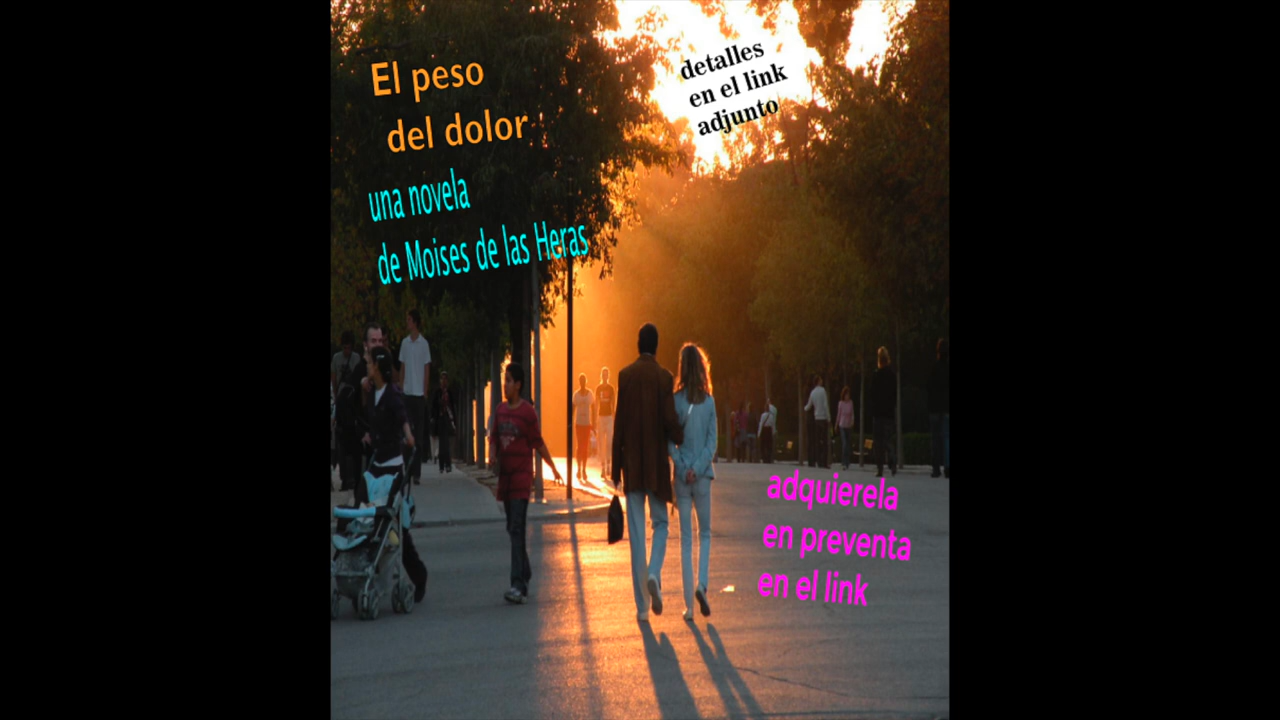 El peso
del dolor
una novela
de Moises de las Heras
detalles
en el link
adjunto
adquierela
en preventa
en el link